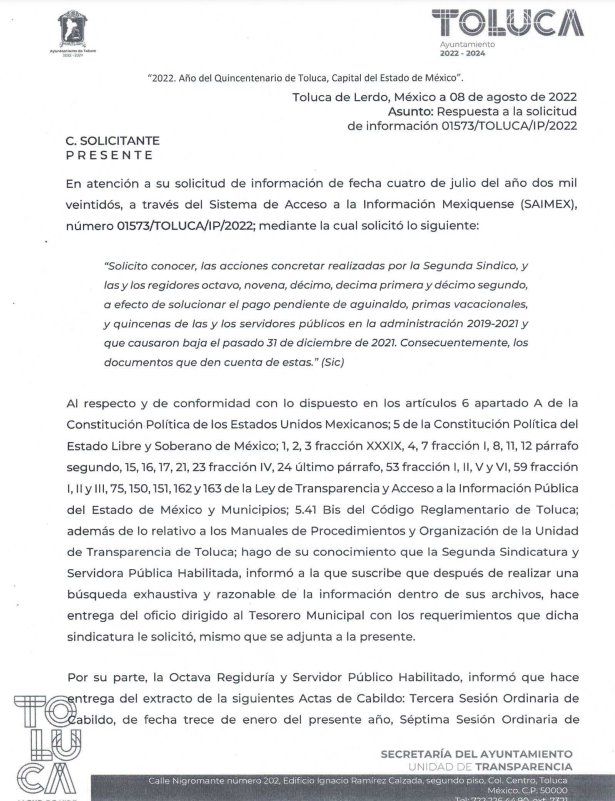 Ayuntamiento de Toluca
2022 - 2024
TOLUCA
Ayuntamiento
2022 - 2024
“2022. Año del Quincentenario de Toluca, Capital del Estado de México”.
Toluca de Lerdo, México a 08 de agosto de 2022
Asunto: Respuesta a la solicitud
de información 01573/TOLUCA/IP/2022
C. SOLICITANTE
P R E S E N T E
En atención a su solicitud de información de fecha cuatro de julio del año dos mil
veintidós, a través del Sistema de Acceso a la Información Mexiquense (SAIMEX),
número 01573/TOLUCA/IP/2022; mediante la cual solicitó lo siguiente:
“Solicito conocer, las acciones concretar realizadas por la Segunda Síndico, y
las y los regidores octavo, novena, décimo, decima primera y décimo segundo,
a efecto de solucionar el pago pendiente de aguinaldo, primas vacacionales,
y quincenas de las y los servidores públicos en la administración 2019-2021 y
que causaron baja el pasado 31 de diciembre de 2021. Consecuentemente, los
documentos que den cuenta de estas.” (Sic)
Al respecto y de conformidad con lo dispuesto en los artículos 6 apartado A de la
Constitución Política de los Estados Unidos Mexicanos; 5 de la Constitución Política del
Estado Libre y Soberano de México; 1, 2, 3 fracción XXXIX, 4, 7 fracción I, 8, 11, 12 párrafo
segundo, 15, 16, 17, 21, 23 fracción IV, 24 último párrafo, 53 fracción I, II, V y VI, 59 fracción
I, II y III, 75, 150, 151, 162 y 163 de la Ley de Transparencia y Acceso a la Información Pública
del Estado de México y Municipios; 5.41 Bis del Código Reglamentario de Toluca;
además de lo relativo a los Manuales de Procedimientos y Organización de la Unidad
de Transparencia de Toluca; hago de su conocimiento que la Segunda Sindicatura y
Servidora Pública Habilitada, informó a la que suscribe que después de realizar una
búsqueda exhaustiva y razonable de la información dentro de sus archivos, hace
entrega del oficio dirigido al Tesorero Municipal con los requerimientos que dicha
sindicatura le solicitó, mismo que se adjunta a la presente.
Por su parte, la Octava Regiduría y Servidor Público Habilitado, informó que hace
entrega del extracto de la siguientes Actas de Cabildo: Tercera Sesión Ordinaria de
Cabildo, de fecha trece de enero del presente año, Séptima Sesión Ordinaria de
TO
LU
CA
SECRETARÍA DEL AYUNTAMIENTO
UNIDAD DE TRANSPARENCIA
Calle Nigromante número 202, Edificio Ignacio Ramírez Calzada, segundo piso, Col. Centro, Toluca
México. C.P. 50000